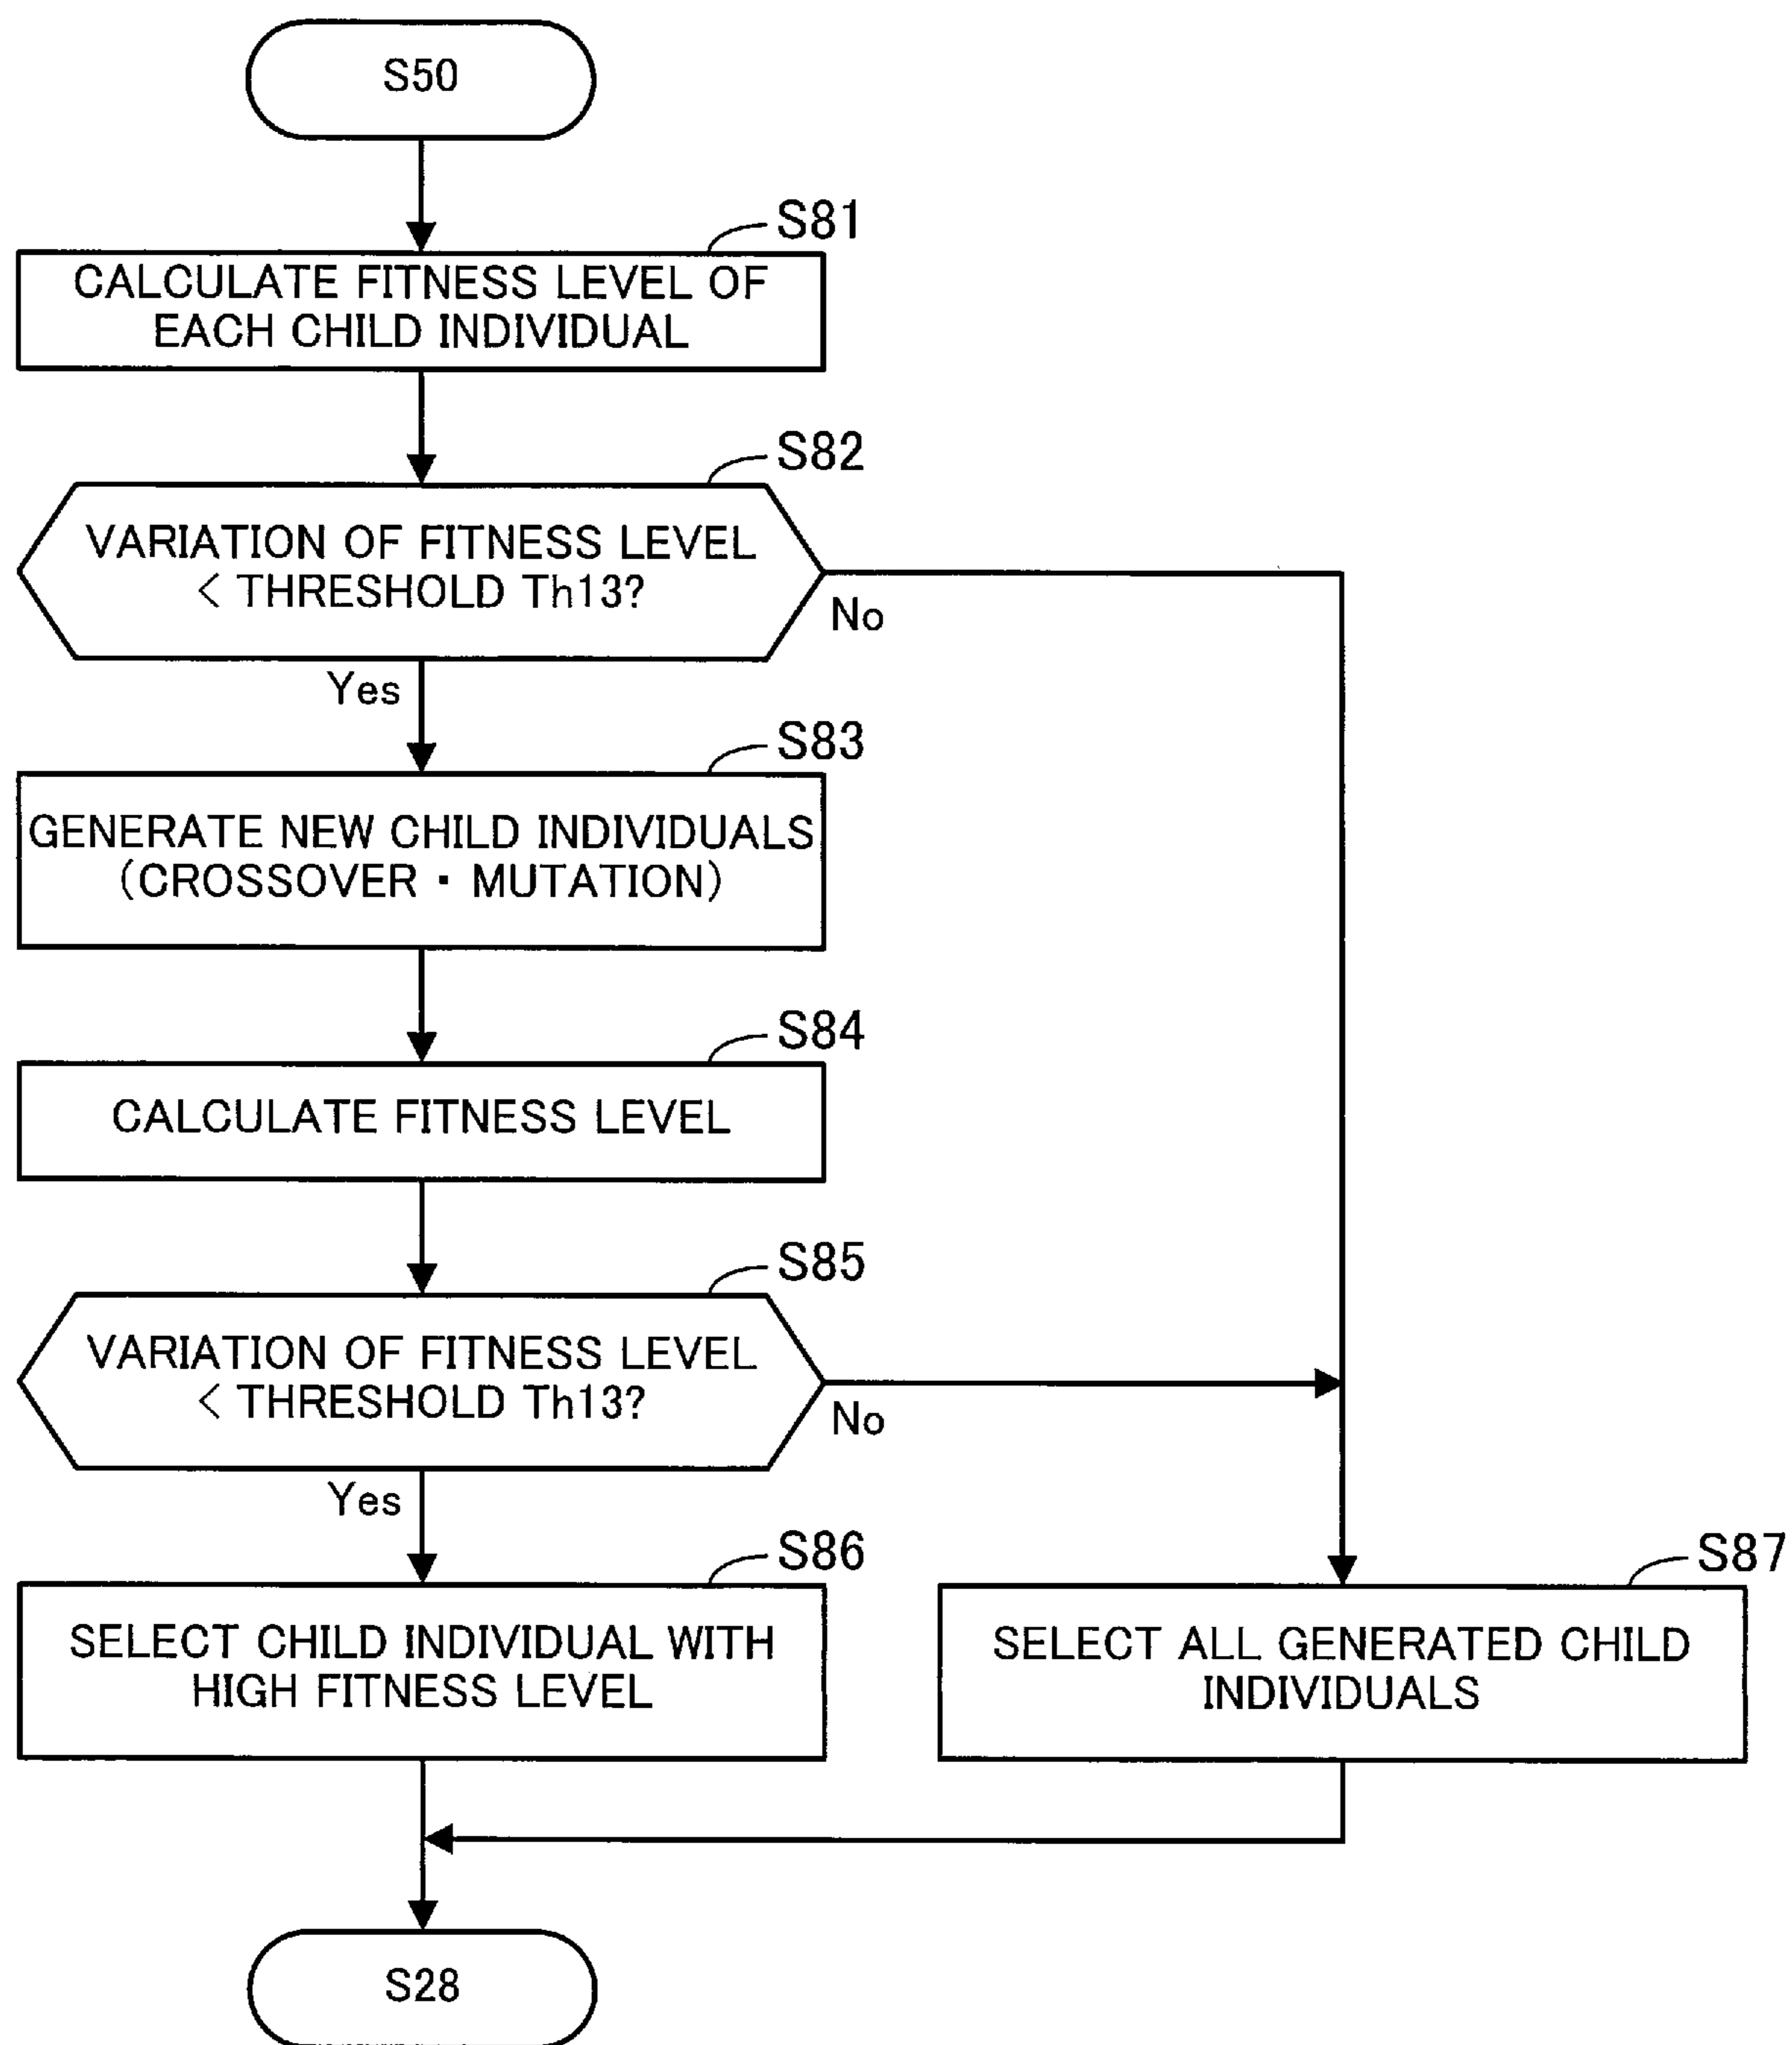 S50
S81
CALCULATE FITNESS LEVEL OF
EACH CHILD INDIVIDUAL
S82
VARIATION OF FITNESS LEVEL
< THRESHOLD Th13?
No
Yes
S83
GENERATE NEW CHILD INDIVIDUALS
(CROSSOVER ・ MUTATION)
S84
CALCULATE FITNESS LEVEL
S85
VARIATION OF FITNESS LEVEL
< THRESHOLD Th13?
No
Yes
S86
SELECT CHILD INDIVIDUAL WITH
HIGH FITNESS LEVEL
S87
SELECT ALL GENERATED CHILD
INDIVIDUALS
S28